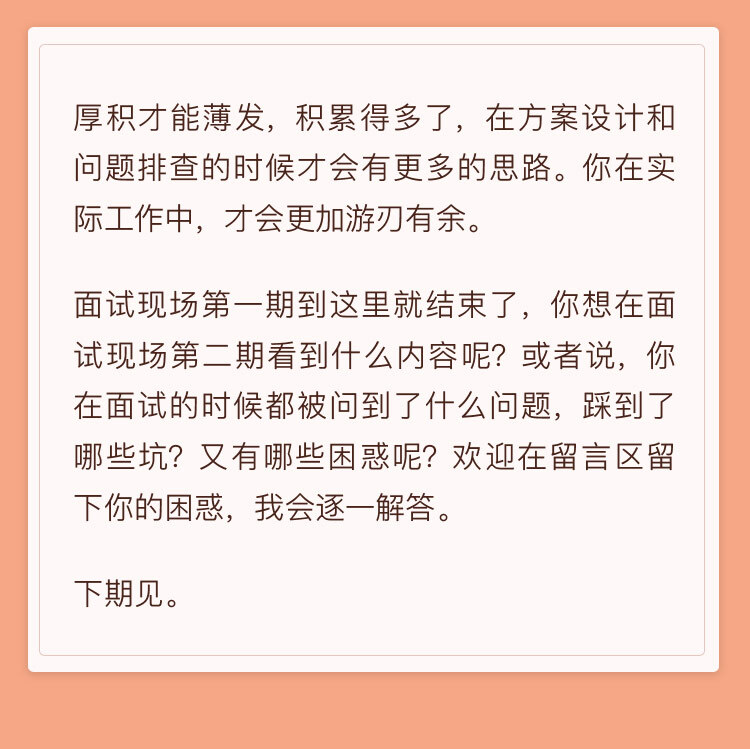 厚积才能薄发，积累得多了，在方案设计和
问题排查的时候才会有更多的思路。你在实
际工作中，才会更加游刃有余。
面试现场第一期到这里就结束了，你想在面
试现场第二期看到什么内容呢？或者说，你
在面试的时候都被问到了什么问题，踩到了
哪些坑？又有哪些困惑呢？欢迎在留言区留
下你的困惑，我会逐一解答。
下期见。